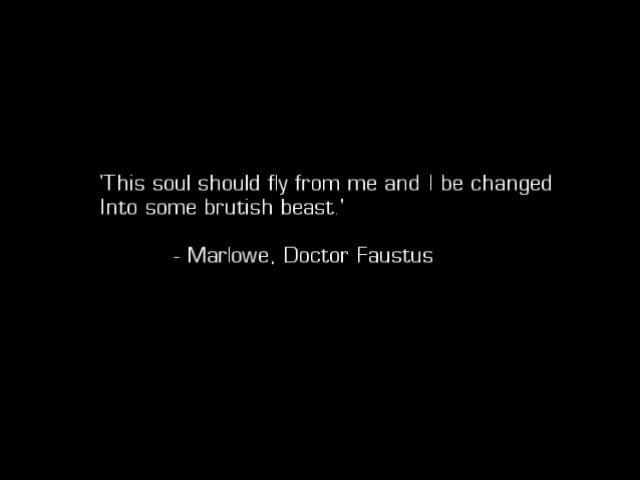 'This soul should fly from me and I be changed
Into some brutish beast.'
- Marlowe, Doctor Faustus